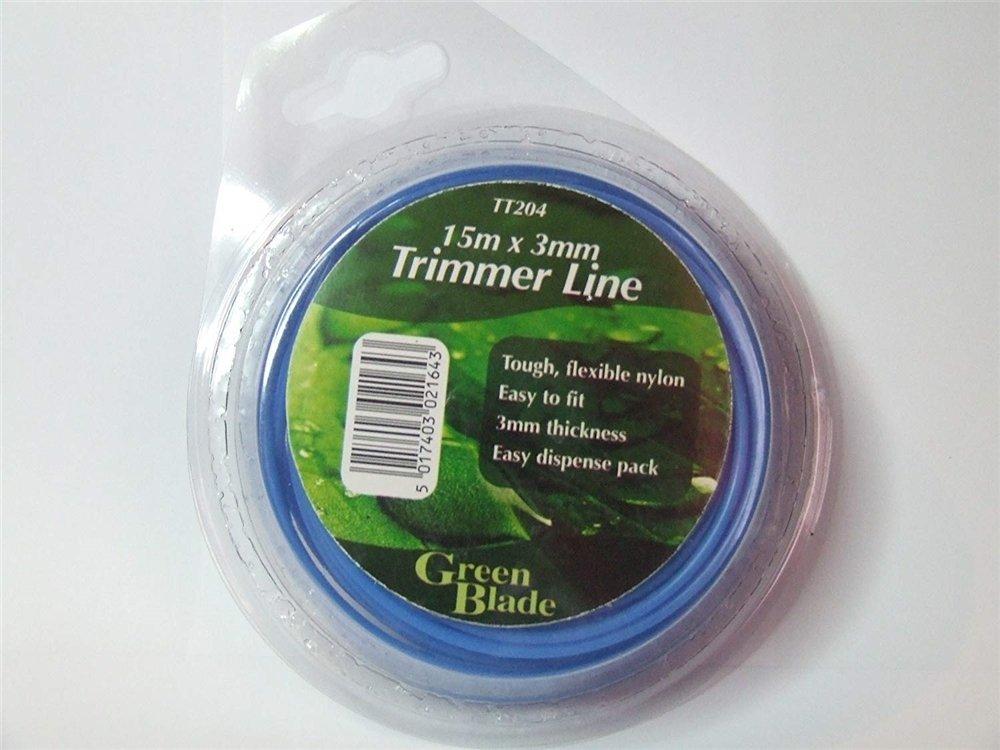 TT204
15m x 3mm
Trimmer Line
Tough, flexible nylon
Easy to fit
3mm thickness
Easy dispense pack
5 017403 021643
Green
Blade